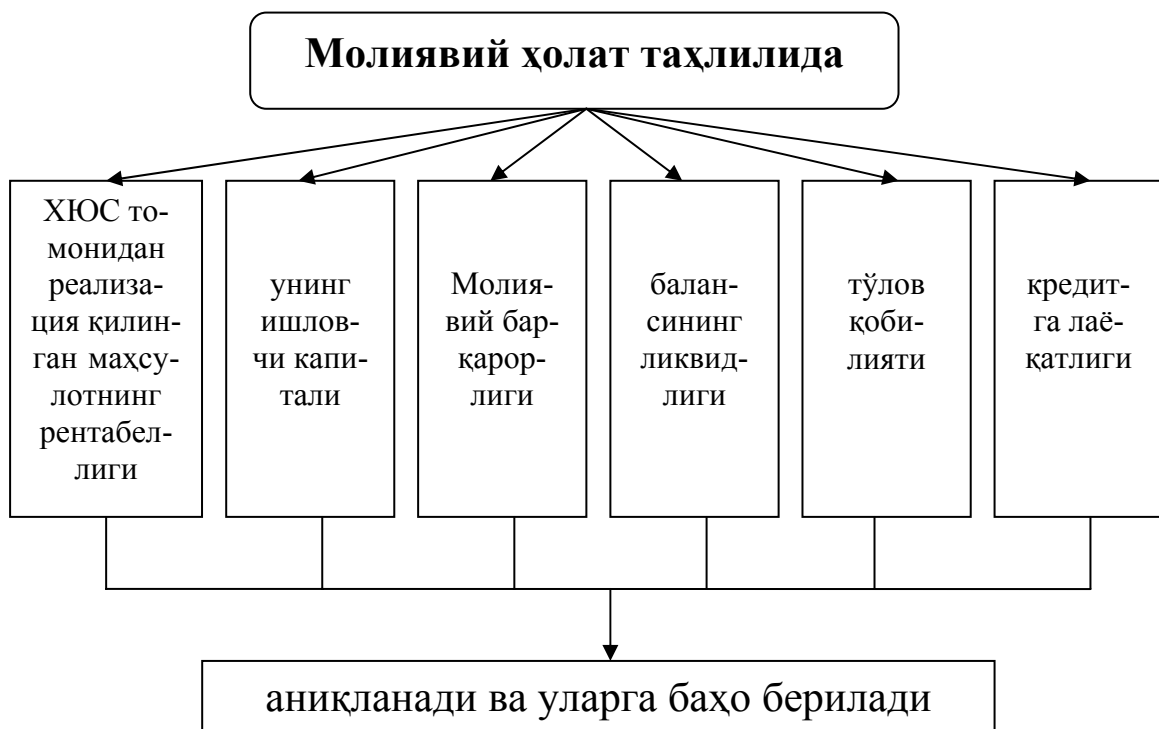 Молиявий ҳолат таҳлилида
ХЮС то-
монидан
реализа-
ция қилин-
ган маҳсу-
лотнинг
рентабел-
лиги
унинг
ишлов-
чи капи-
тали
Молия-
вий бар-
қарор-
лиги
балан-
сининг
ликвид-
лиги
тўлов
қоби-
лияти
кредит-
га лаё-
қатлиги
аниқланади ва уларга баҳо берилади